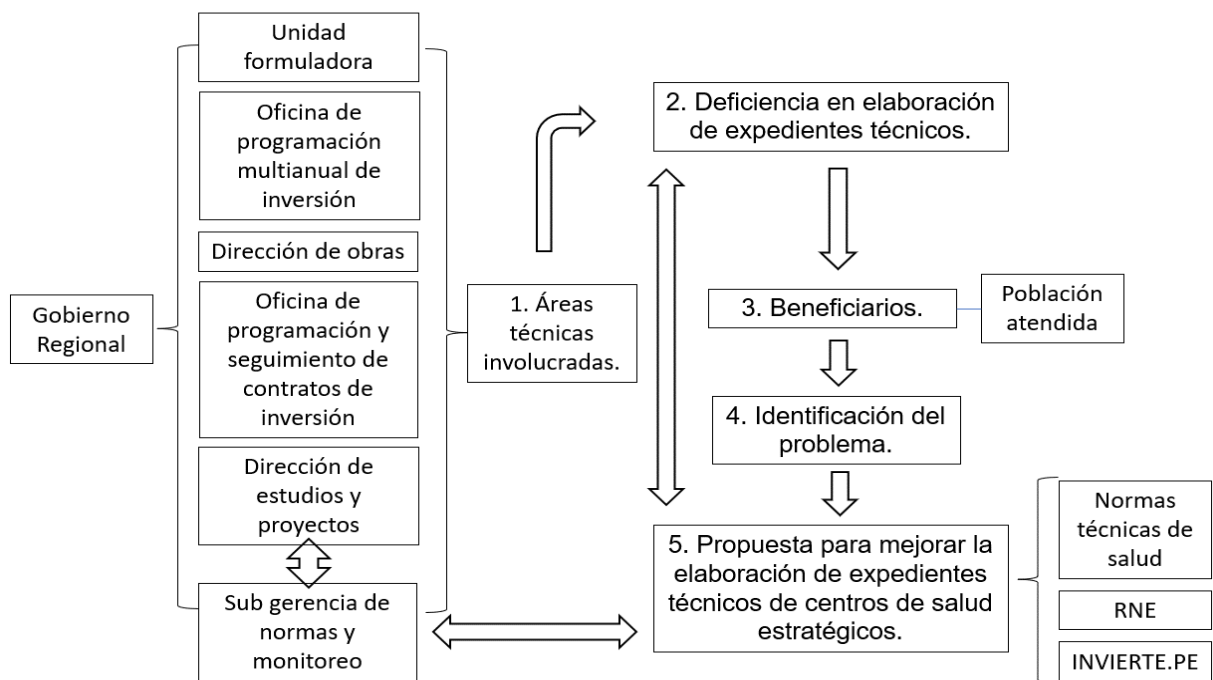 Gobierno
Regional
Unidad
formuladora
Oficina de
programación
multianual de
inversión
Dirección de obras
Oficina de
programación y
seguimiento de
contratos de
inversión
Dirección de
estudios y
proyectos
Sub gerencia de
normas y
monitoreo
1. Áreas
técnicas
involucradas.
2. Deficiencia en elaboración
de expedientes técnicos.
3. Beneficiarios.
Población
atendida
4. Identificación del
problema.
5. Propuesta para mejorar la
elaboración de expedientes
técnicos de centros de salud
estratégicos.
Normas
técnicas de
salud
RNE
INVIERTE.PE